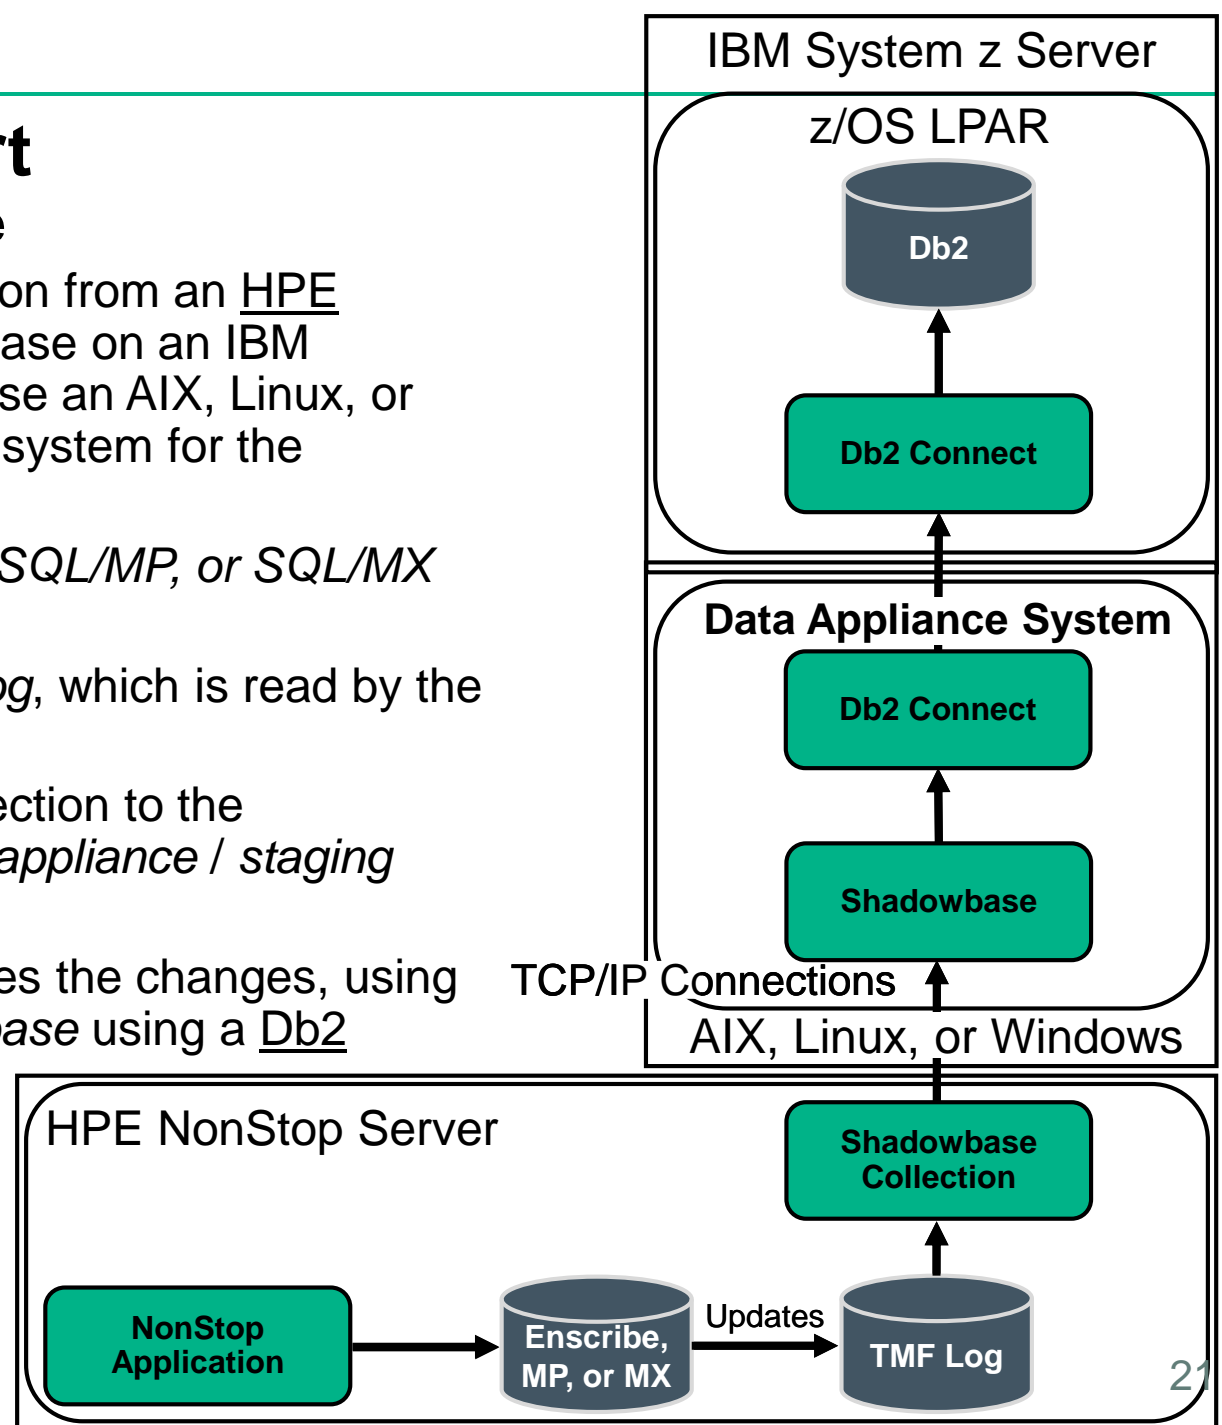 rt
e
on from an HPE
ase on an IBM
se an AIX, Linux, or
system for the
SQL/MP, or SQL/MX
og, which is read by the
ection to the
appliance / staging
es the changes, using
base using a Db2
IBM System z Server
z/OS LPAR
Db2
Db2 Connect
Data Appliance System
Db2 Connect
Shadowbase
TCP/IP Connections
AIX, Linux, or Windows
HPE NonStop Server
Shadowbase
Collection
NonStop
Application
Enscribe,
MP, or MX
Updates
TMF Log
21